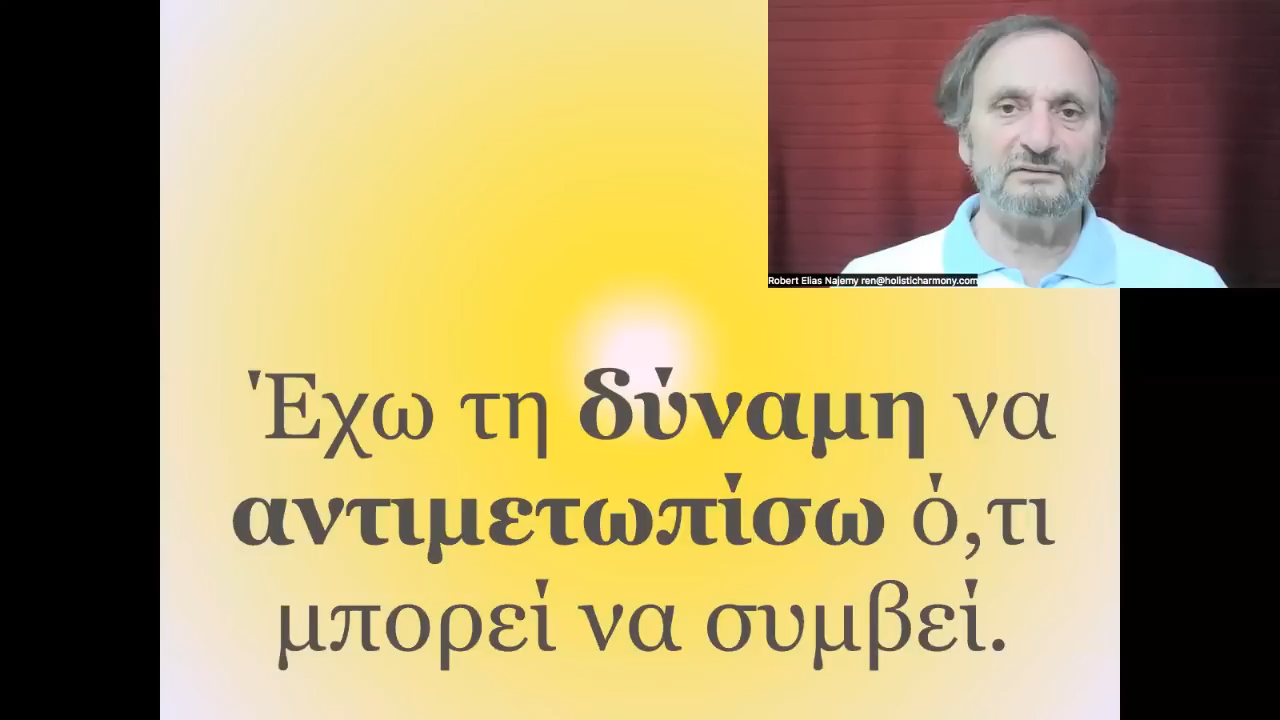 Robert Elias Najemy ren@holisticharmony.com
Έχω τη δύναμη να
αντιμετωπίσω ό,τι
μπορεί να συμβεί.